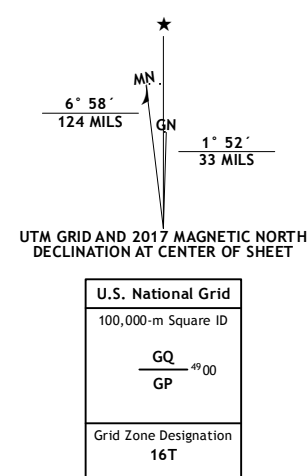 ★
MN
6° 58´
124 MILS
GN
1° 52´
33 MILS
UTM GRID AND 2017 MAGNETIC NORTH
DECLINATION AT CENTER OF SHEET
U.S. National Grid
100,000-m Square ID
GQ
4900
GP
Grid Zone Designation
16T